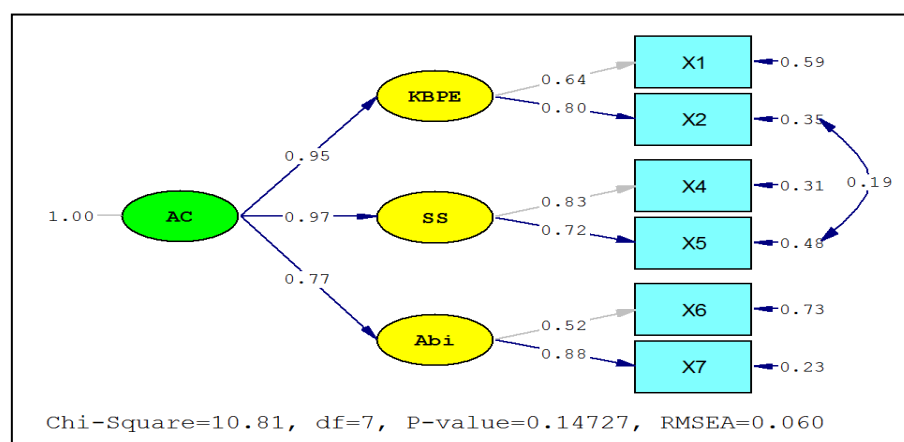 X1
0.59
0.64
KBPE
0.80
X2
0.35
0.95
X4
0.31
0.19
0.83
1.00
AC
0.97
SS
0.72
X5
0.48
0.77
X6
0.73
0.52
Abi
0.88
X7
0.23
Chi-Square=10.81, df=7, P-value=0.14727, RMSEA=0.060